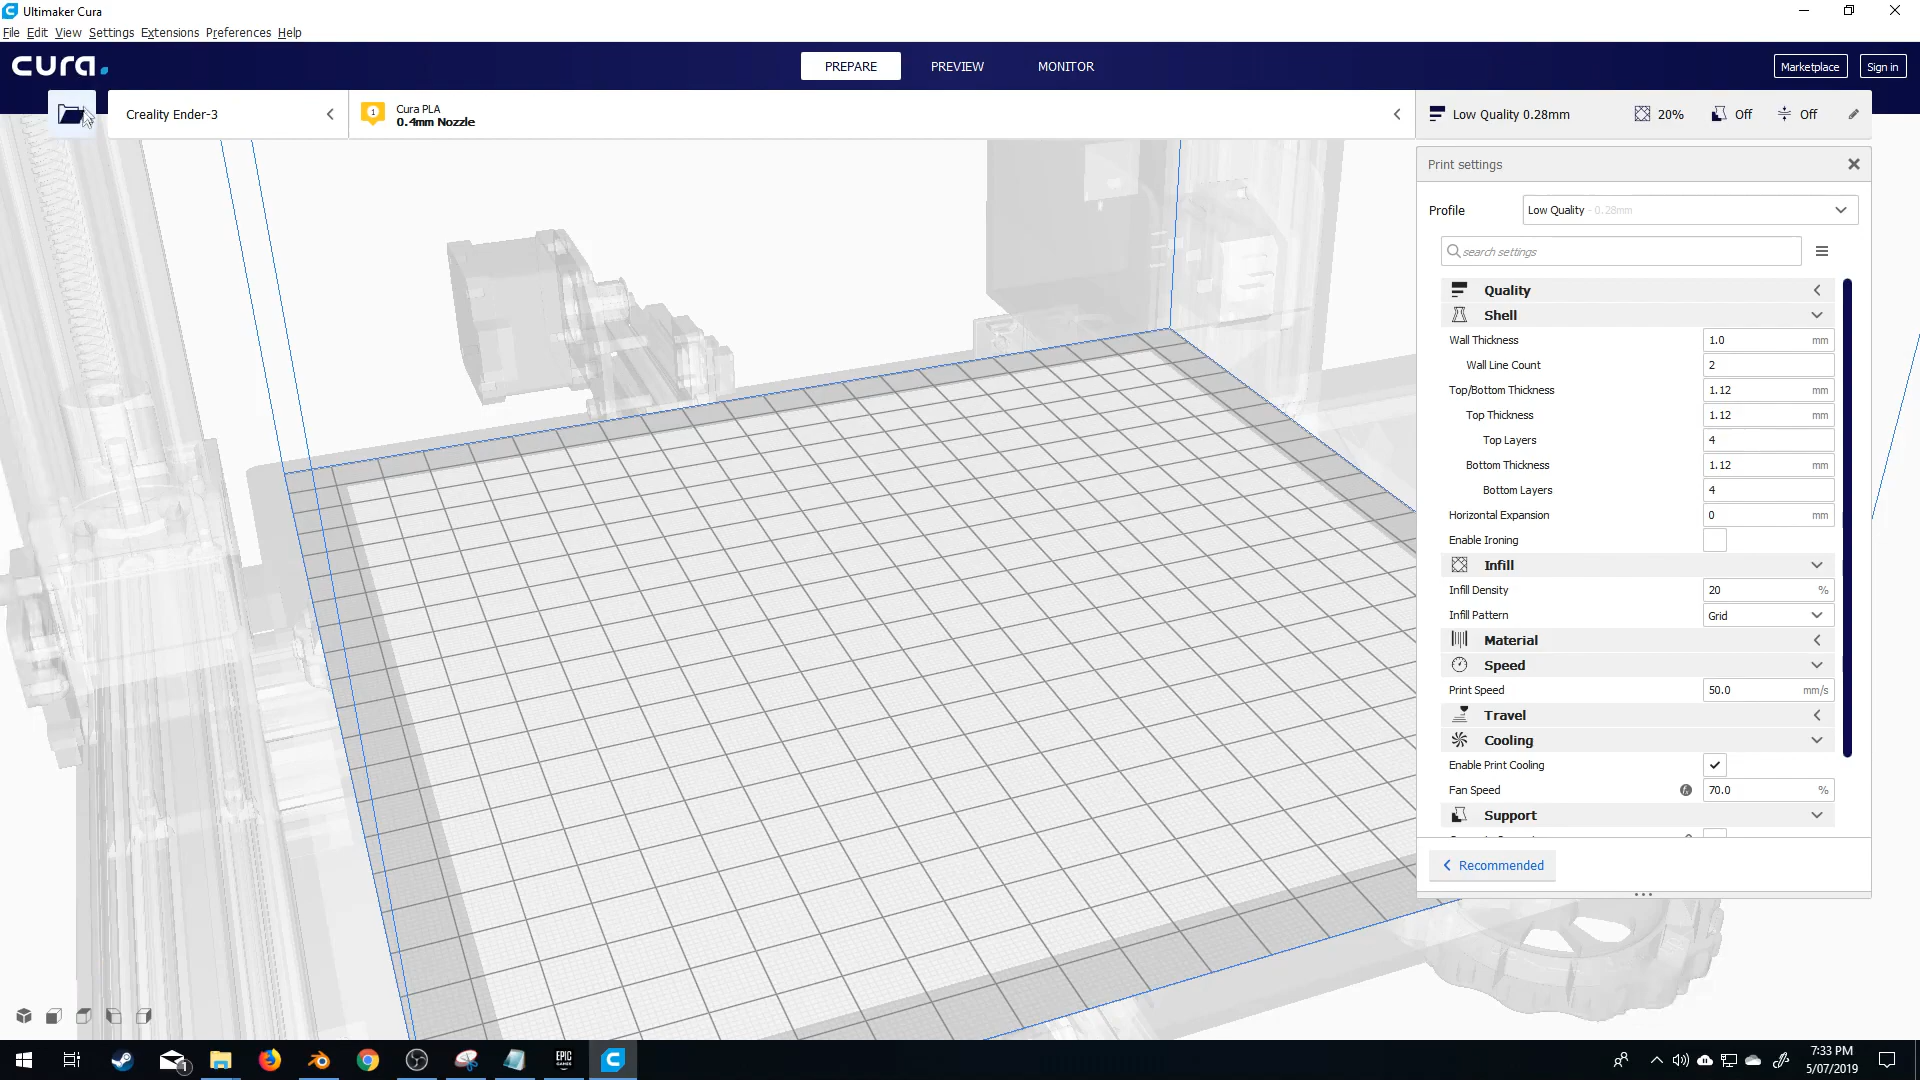 Ultimaker Cura
File Edit View Settings Extensions Preferences Help
cura.
PREPARE
PREVIEW
MONITOR
Marketplace
Sign in
Creality Ender-3
1
Cura PLA
0.4mm Nozzle
Low Quality 0.28mm
20%
Off
Off
Print settings
Profile
Low Quality - 0.28mm
search settings
Quality
Shell
Wall Thickness 1.0 mm
Wall Line Count 2
Top/Bottom Thickness 1.12 mm
Top Thickness 1.12 mm
Top Layers 4
Bottom Thickness 1.12 mm
Bottom Layers 4
Horizontal Expansion 0 mm
Enable Ironing
Infill
Infill Density 20 %
Infill Pattern Grid
Material
Speed
Print Speed 50.0 mm/s
Travel
Cooling
Enable Print Cooling
Fan Speed 70.0 %
Support
Recommended
1
EPIC
GAMES
7:33 PM
5/07/2019